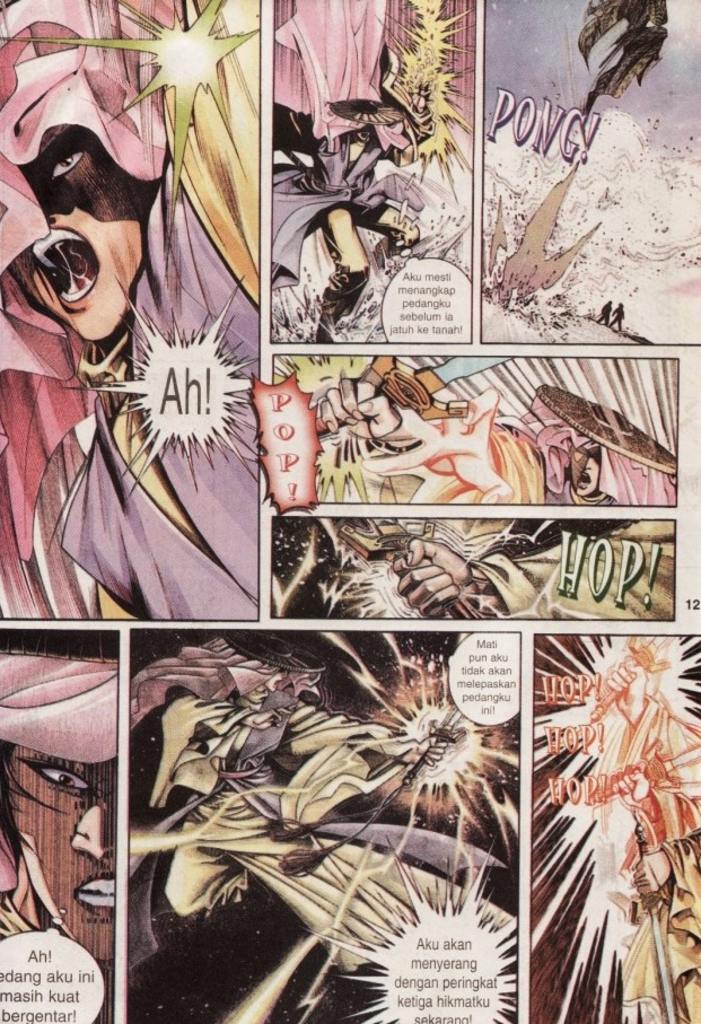 Ah!
Aku mesti
menangkap
pedangku
sebelum ia
jatuh ke tanah!
PONG!
POP!
HOP!
12
Ah!
edang aku ini
masih kuat
bergentar!
Mati
pun aku
tidak akan
melepaskan
pedangku
ini!
Aku akan
menyerang
dengan peringkat
ketiga hikmatku
sekarang!
HOP!
HOP!
HOP!